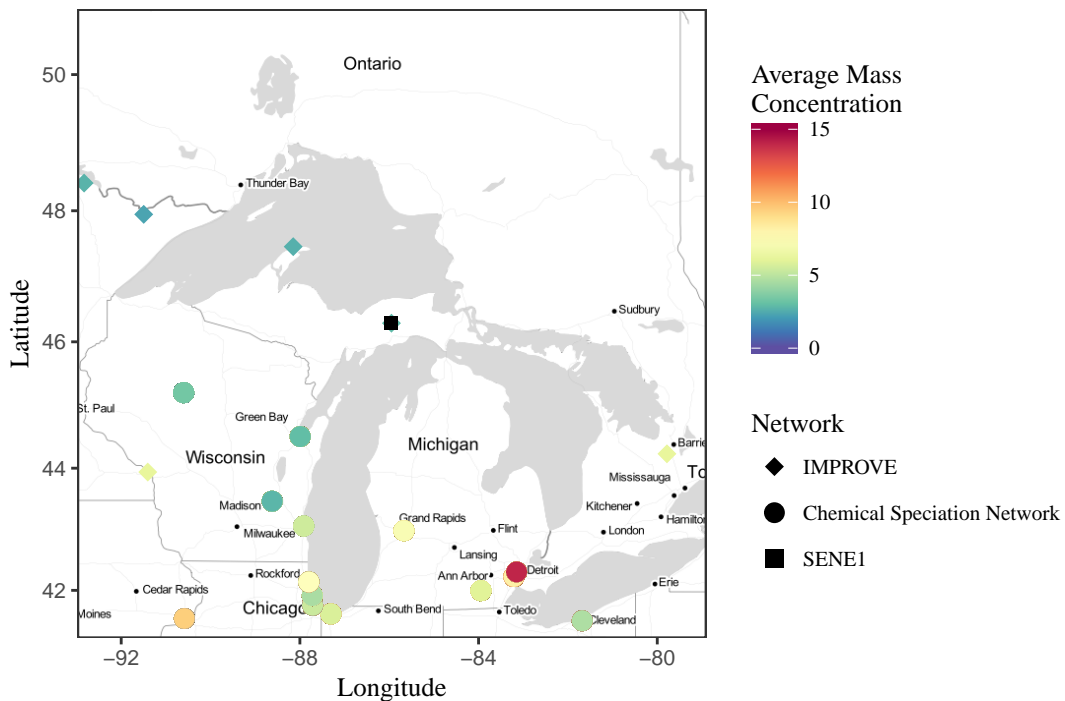 Ontario
50
Thunder Bay
48
Latitude
Sudbury
46
St. Paul
Green Bay
Michigan
Barrie
Wisconsin
44
Mississauga
To
Madison
Kitchener
Hamilton
Milwaukee
Grand Rapids
Flint
London
Lansing
Rockford
Ann Arbor
Detroit
42
Cedar Rapids
Erie
Moines
Chicago
South Bend
Toledo
Cleveland
−92
−88
−84
−80
Longitude
Average Mass
Concentration
15
10
5
0
Network
IMPROVE
Chemical Speciation Network
SENE1